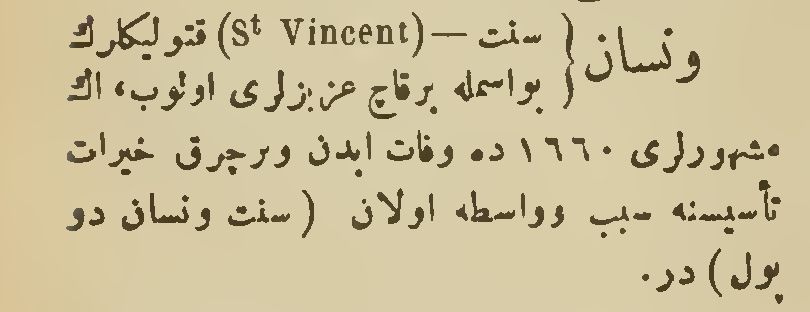 ونسان { سنت — (St Vincent) قتولیكلرك
بواسمله برقاچ عزیزلری اولوب، اك
مشهورلری ١٦٦٠ ده وفات ایدن وبرچوق خیرات
تأسیسنه سبب وواسطه اولان (سنت ونسان دو
پول) در.